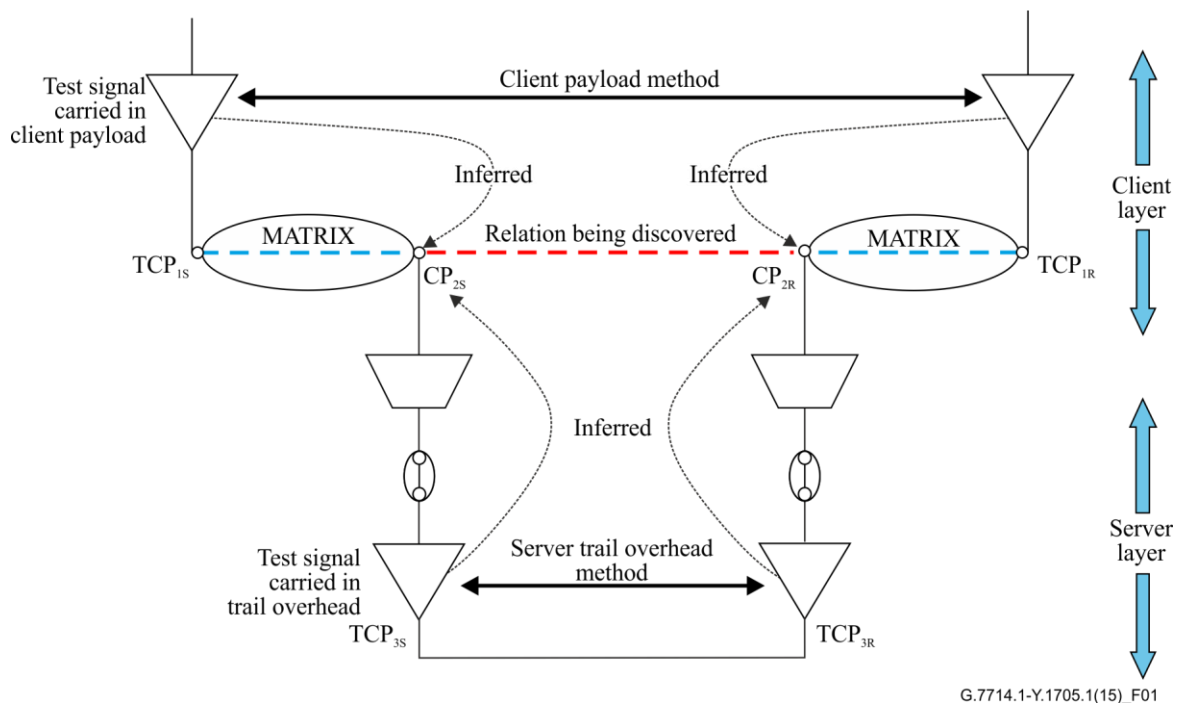 Test signal
carried in
client payload
Client payload method
Inferred
Inferred
Client
layer
MATRIX
Relation being discovered
MATRIX
TCP1S
CP2S
CP2R
TCP1R
Inferred
Server
layer
Test signal
carried in
trail overhead
Server trail overhead
method
TCP3S
TCP3R
G.7714.1-Y.1705.1(15)_F01